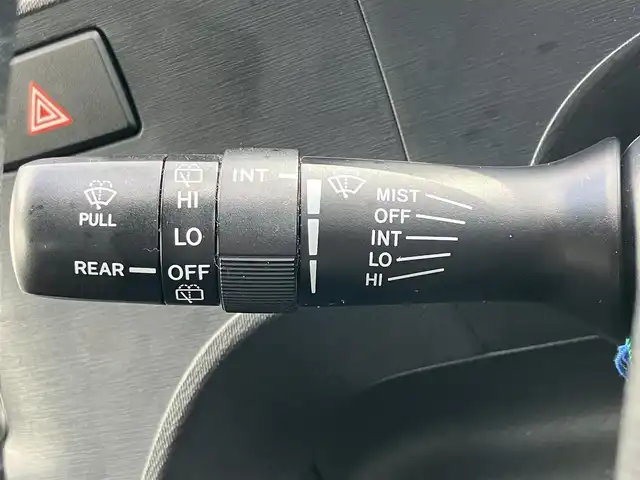 PULL
REAR
HI
LO
OFF
INT
MIST
OFF
INT
LO
HI